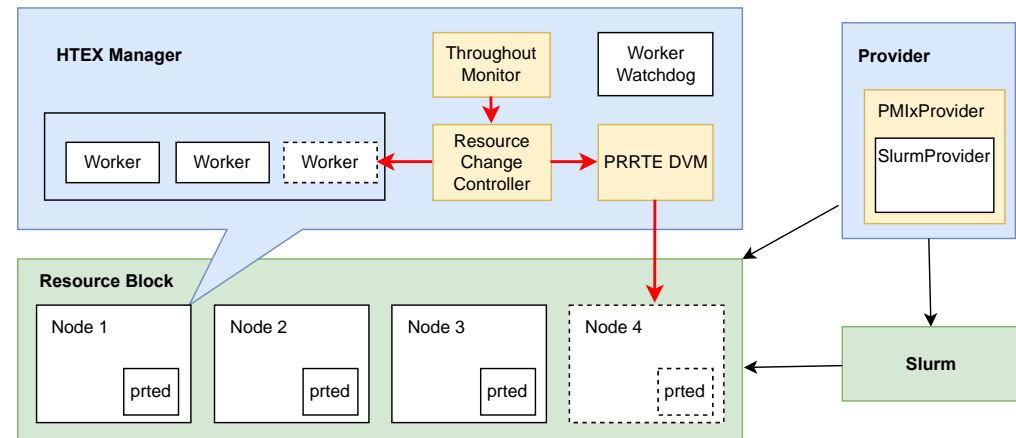 HTEX Manager
Throughout
Monitor
Worker
Watchdog
Worker
Worker
Worker
Resource
Change
Controller
PRRTE DVM
Provider
PMIxProvider
SlurmProvider
Resource Block
Node 1
prted
Node 2
prted
Node 3
prted
Node 4
prted
Slurm